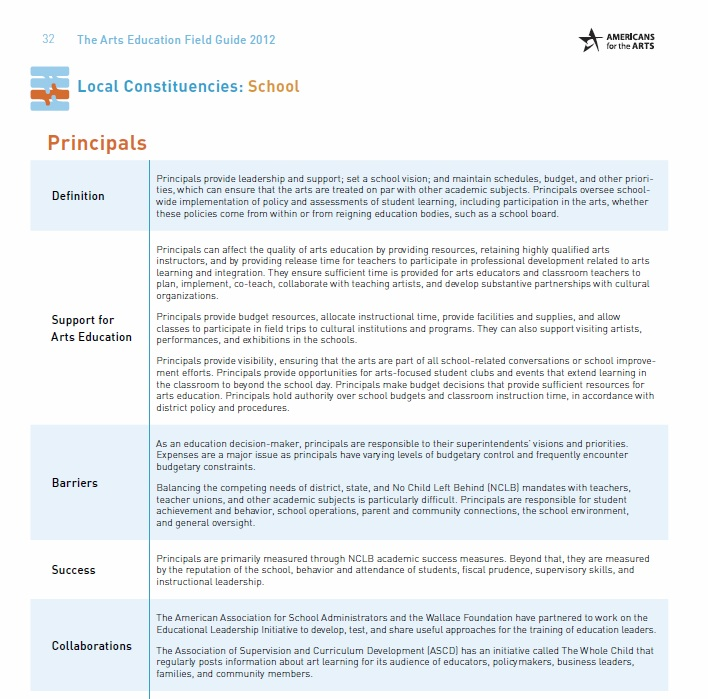 32 The Arts Education Field Guide 2012
AMERICANS
for the ARTS
Local Constituencies: School
Principals
Definition
Principals provide leadership and support; set a school vision; and maintain schedules, budget, and other priori-
ties, which can ensure that the arts are treated on par with other academic subjects. Principals oversee school-
wide implementation of policy and assessments of student learning, including participation in the arts, whether
these policies come from within or from reigning education bodies, such as a school board.
Support for
Arts Education
Principals can affect the quality of arts education by providing resources, retaining highly qualified arts
instructors, and by providing release time for teachers to participate in professional development related to arts
learning and integration. They ensure sufficient time is provided for arts educators and classroom teachers to
plan, implement, co-teach, collaborate with teaching artists, and develop substantive partnerships with cultural
organizations.
Principals provide budget resources, allocate instructional time, provide facilities and supplies, and allow
classes to participate in field trips to cultural institutions and programs. They can also support visiting artists,
performances, and exhibitions in the schools.
Principals provide visibility, ensuring that the arts are part of all school-related conversations or school improve-
ment efforts. Principals provide opportunities for arts-focused student clubs and events that extend learning in
the classroom to beyond the school day. Principals make budget decisions that provide sufficient resources for
arts education. Principals hold authority over school budgets and classroom instruction time, in accordance with
district policy and procedures.
Barriers
As an education decision-maker, principals are responsible to their superintendents' visions and priorities.
Expenses are a major issue as principals have varying levels of budgetary control and frequently encounter
budgetary constraints.
Balancing the competing needs of district, state, and No Child Left Behind (NCLB) mandates with teachers,
teacher unions, and other academic subjects is particularly difficult. Principals are responsible for student
achievement and behavior, school operations, parent and community connections, the school environment,
and general oversight.
Success
Principals are primarily measured through NCLB academic success measures. Beyond that, they are measured
by the reputation of the school, behavior and attendance of students, fiscal prudence, supervisory skills, and
instructional leadership.
Collaborations
The American Association for School Administrators and the Wallace Foundation have partnered to work on the
Educational Leadership Initiative to develop, test, and share useful approaches for the training of education leaders.
The Association of Supervision and Curriculum Development (ASCD) has an initiative called The Whole Child that
regularly posts information about art learning for its audience of educators, policymakers, business leaders,
families, and community members.